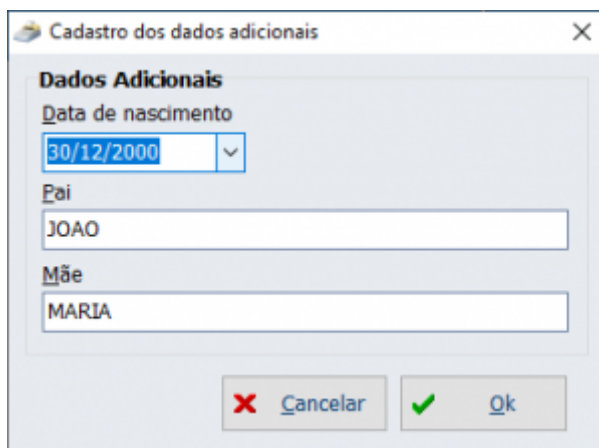 Cadastro dos dados adicionais
Dados Adicionais
Data de nascimento
30/12/2000
Pai
JOAO
Mãe
MARIA
Cancelar Ok